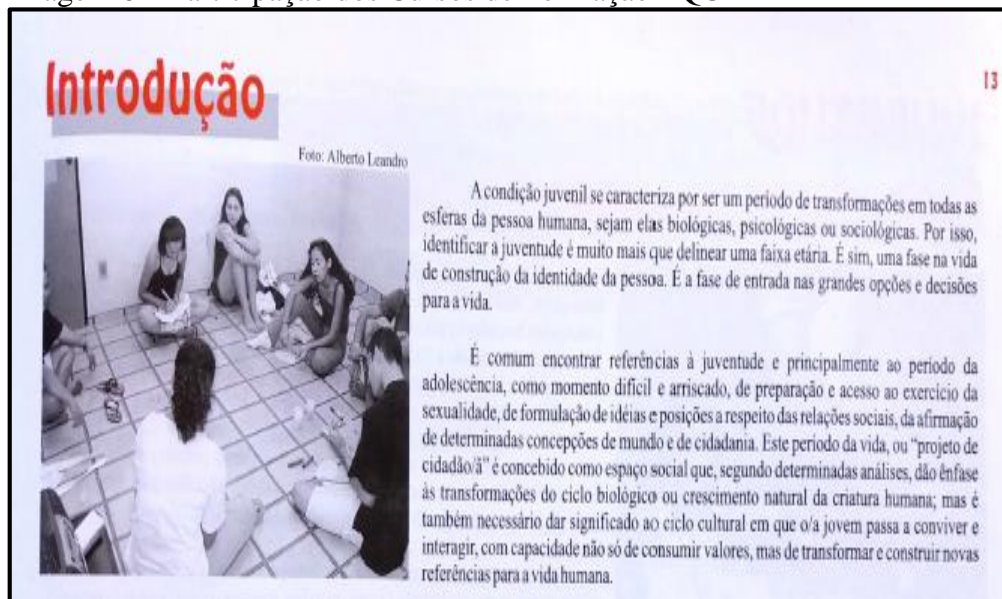 Introdução
13
Foto: Alberto Leandro
A condição juvenil se caracteriza por ser um período de transformações em todas as
esferas da pessoa humana, sejam elas biológicas, psicológicas ou sociológicas. Por isso,
identificar a juventude é muito mais que delinear uma faixa etária. É sim, uma fase na vida
de construção da identidade da pessoa. É a fase de entrada nas grandes opções e decisões
para a vida.
É comum encontrar referências à juventude e principalmente ao período da
adolescência, como momento difícil e arriscado, de preparação e acesso ao exercício da
sexualidade, de formulação de idéias e posições a respeito das relações sociais, da afirmação
de determinadas concepções de mundo e de cidadania. Este período da vida, ou "projeto de
cidadão/ã" é concebido como espaço social que, segundo determinadas análises, dão ênfase
às transformações do ciclo biológico ou crescimento natural da criatura humana; mas é
também necessário dar significado ao ciclo cultural em que o/a jovem passa a conviver e
interagir, com capacidade não só de consumir valores, mas de transformar e construir novas
referências para a vida humana.